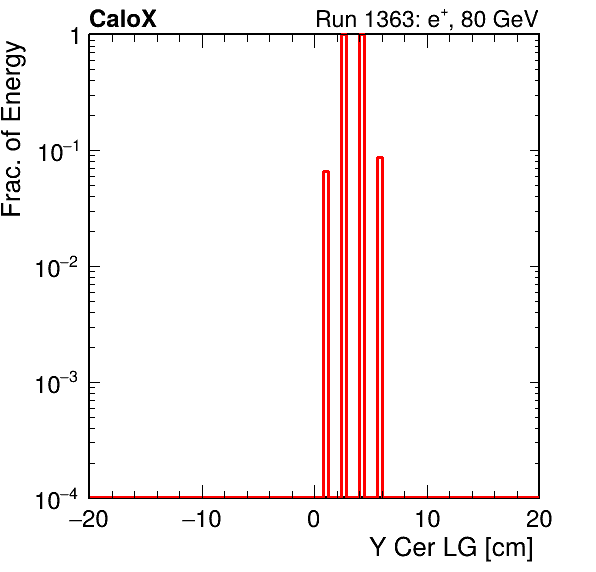 CaloX
Run 1363: e⁺, 80 GeV
Frac. of Energy
1
10⁻¹
10⁻²
10⁻³
10⁻⁴
−20
−10
0
10
20
Y Cer LG [cm]